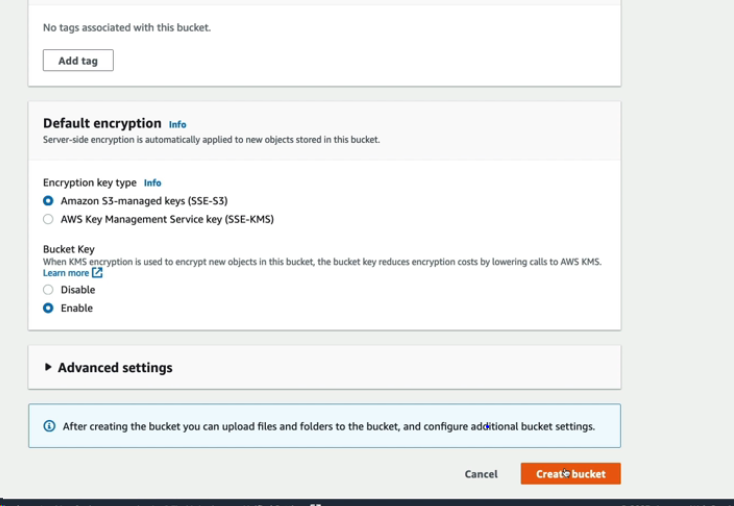 No tags associated with this bucket.
Add tag
Default encryption Info
Server-side encryption is automatically applied to new objects stored in this bucket.
Encryption key type Info
Amazon S3-managed keys (SSE-S3)
AWS Key Management Service key (SSE-KMS)
Bucket Key
When KMS encryption is used to encrypt new objects in this bucket, the bucket key reduces encryption costs by lowering calls to AWS KMS.
Learn more
Disable
Enable
Advanced settings
After creating the bucket you can upload files and folders to the bucket, and configure additional bucket settings.
Cancel
Create bucket